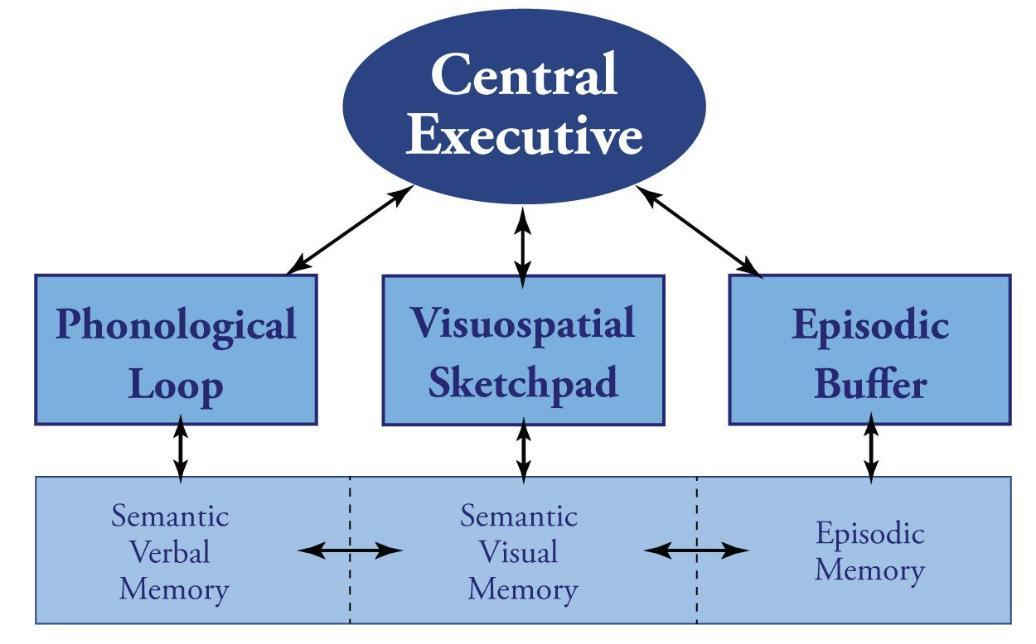 Central
Executive
Phonological
Loop
Visuospatial
Sketchpad
Episodic
Buffer
Semantic
Verbal
Memory
Semantic
Visual
Memory
Episodic
Memory